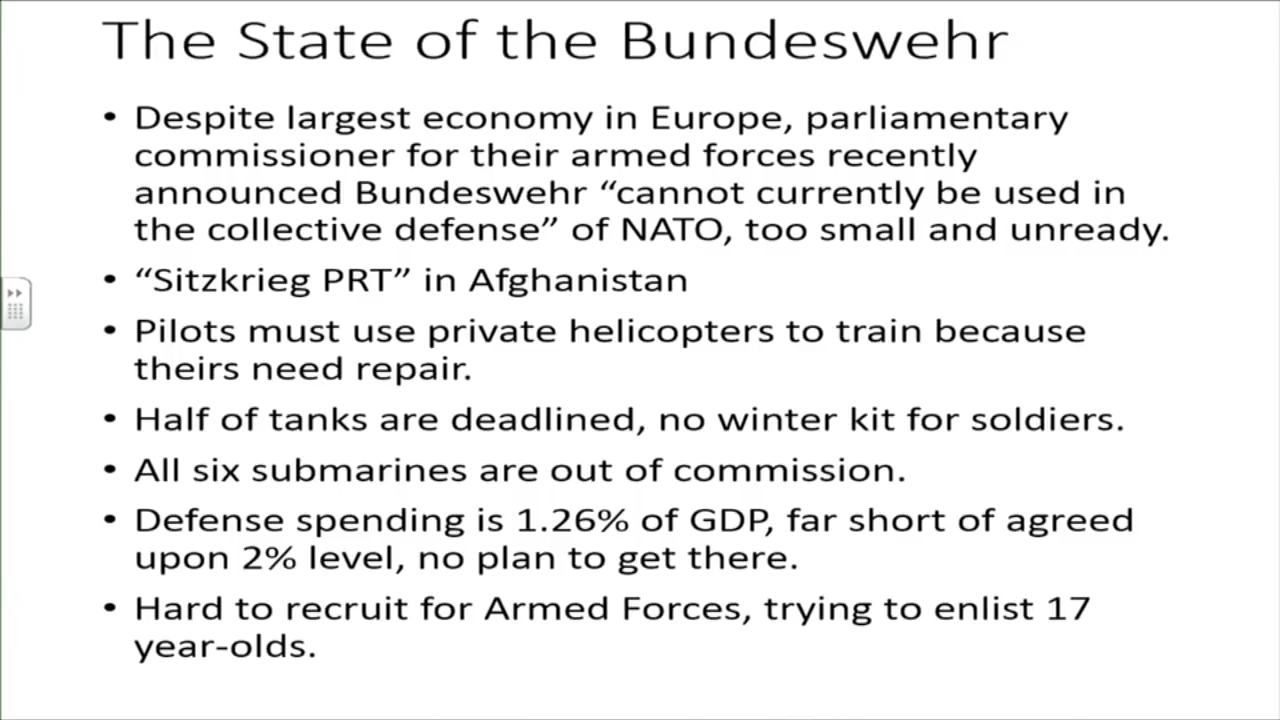 The State of the Bundeswehr
• Despite largest economy in Europe, parliamentary
commissioner for their armed forces recently
announced Bundeswehr “cannot currently be used in
the collective defense” of NATO, too small and unready.
• “Sitzkrieg PRT” in Afghanistan
• Pilots must use private helicopters to train because
theirs need repair.
• Half of tanks are deadlined, no winter kit for soldiers.
• All six submarines are out of commission.
• Defense spending is 1.26% of GDP, far short of agreed
upon 2% level, no plan to get there.
• Hard to recruit for Armed Forces, trying to enlist 17
year-olds.